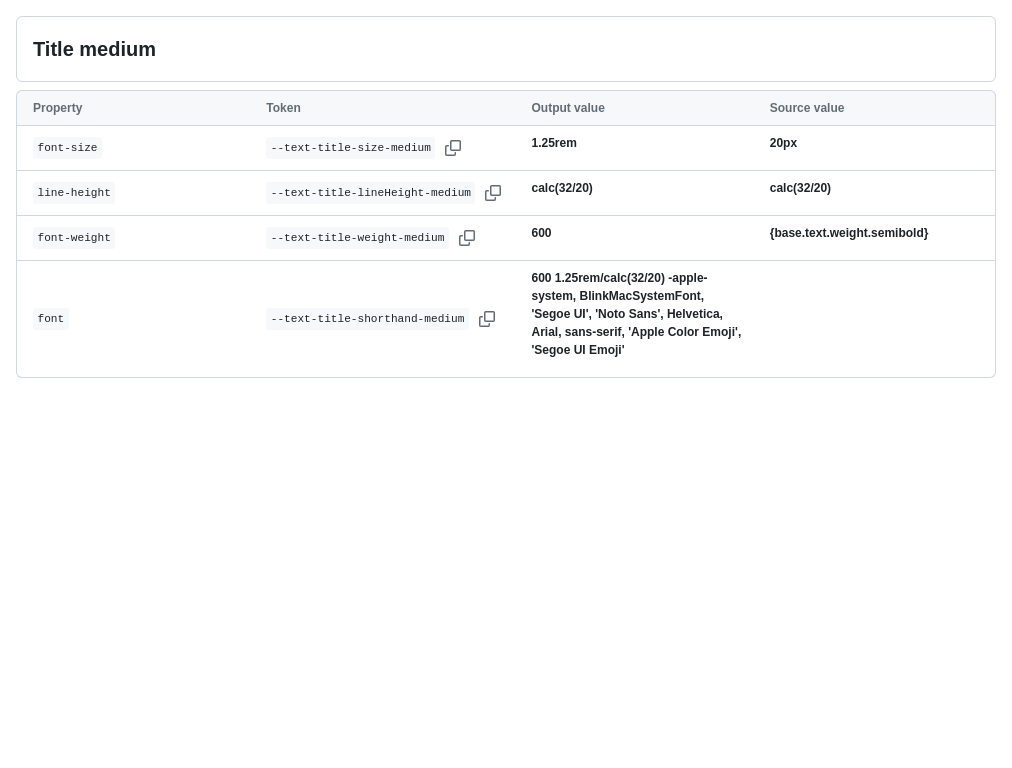 Title medium
Property Token Output value Source value
font-size --text-title-size-medium 1.25rem 20px
line-height --text-title-lineHeight-medium calc(32/20) calc(32/20)
font-weight --text-title-weight-medium 600 {base.text.weight.semibold}
font --text-title-shorthand-medium 600 1.25rem/calc(32/20) -apple-
system, BlinkMacSystemFont,
'Segoe UI', 'Noto Sans', Helvetica,
Arial, sans-serif, 'Apple Color Emoji',
'Segoe UI Emoji'